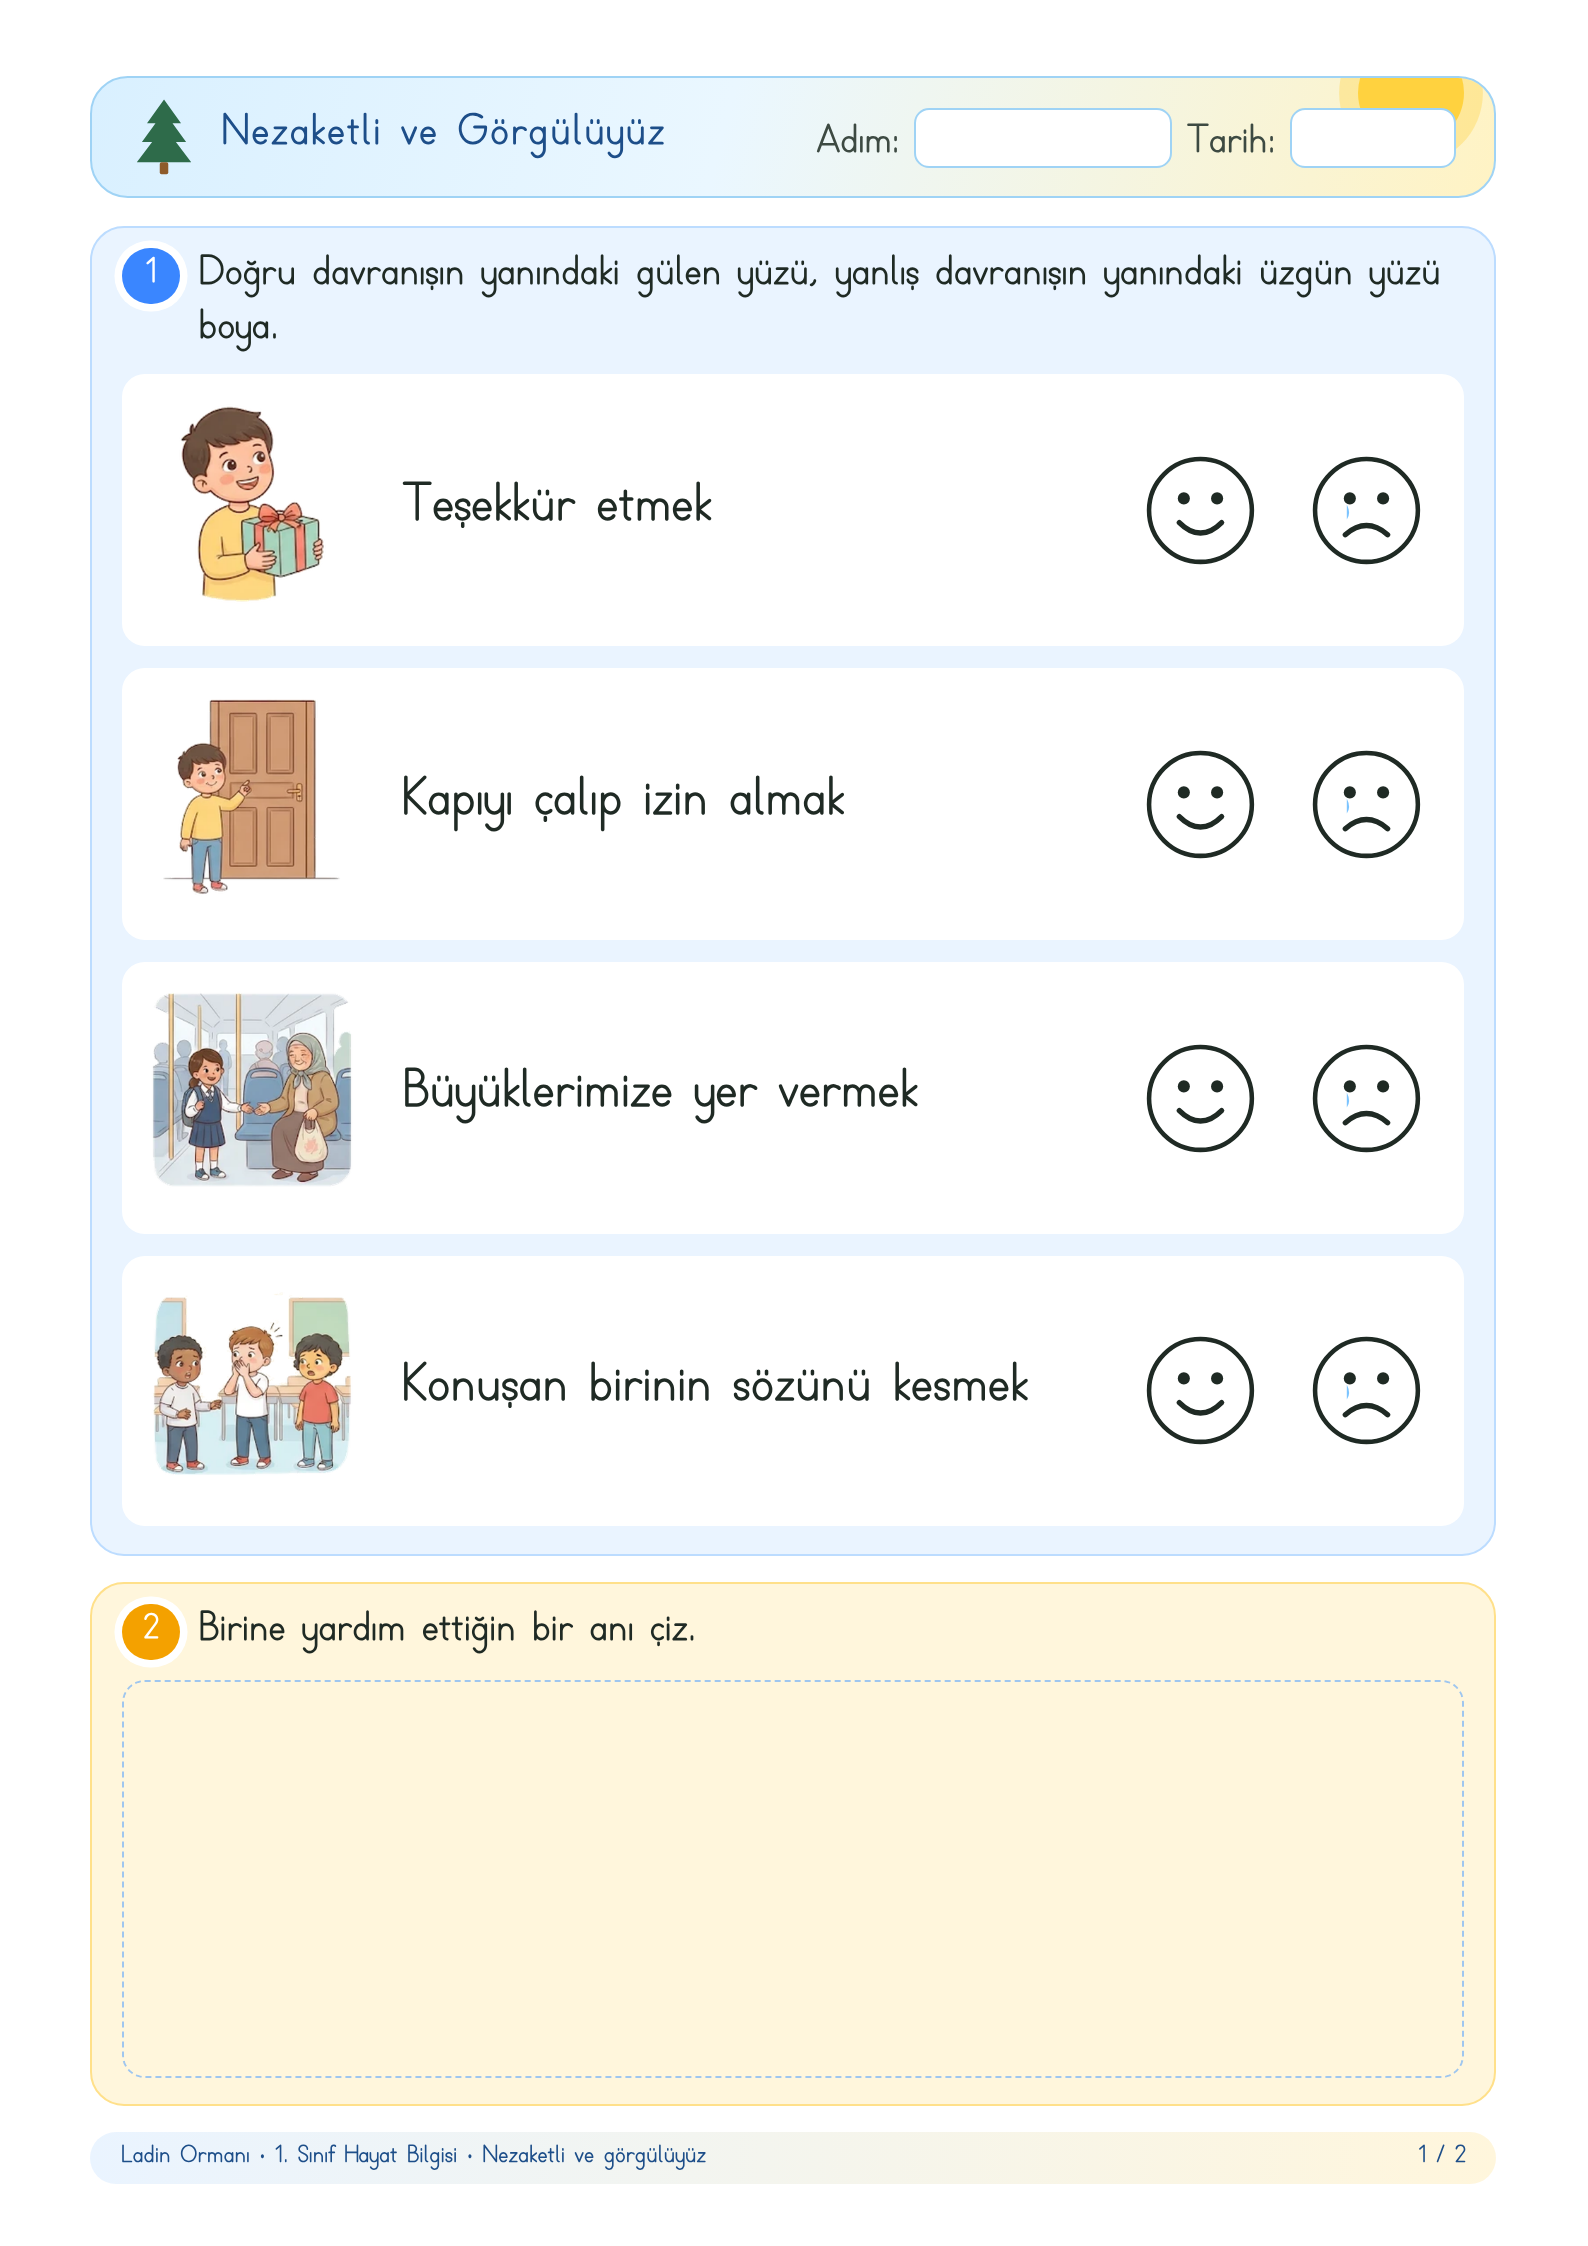 Nezaketli ve Görgülüyüz
Adım:
Tarih:
1
Doğru davranışın yanındaki gülen yüzü, yanlış davranışın yanındaki üzgün yüzü
boya.
Teşekkür etmek
Kapıyı çalıp izin almak
Büyüklerimize yer vermek
Konuşan birinin sözünü kesmek
2
Birine yardım ettiğin bir anı çiz.
Ladin Ormanı • 1. Sınıf Hayat Bilgisi • Nezaketli ve görgülüyüz
1 / 2